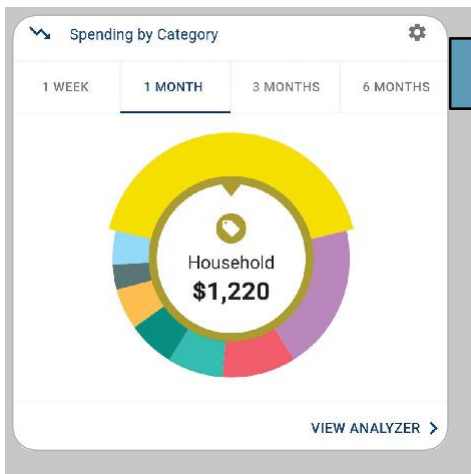 Spending by Category
1 WEEK
1 MONTH
3 MONTHS
6 MONTHS
Household
$1,220
VIEW ANALYZER